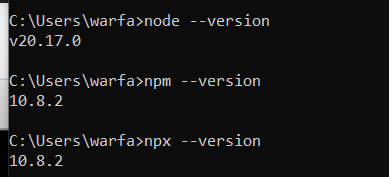 C:\Users\warfa>node --version
v20.17.0
C:\Users\warfa>npm --version
10.8.2
C:\Users\warfa>npx --version
10.8.2